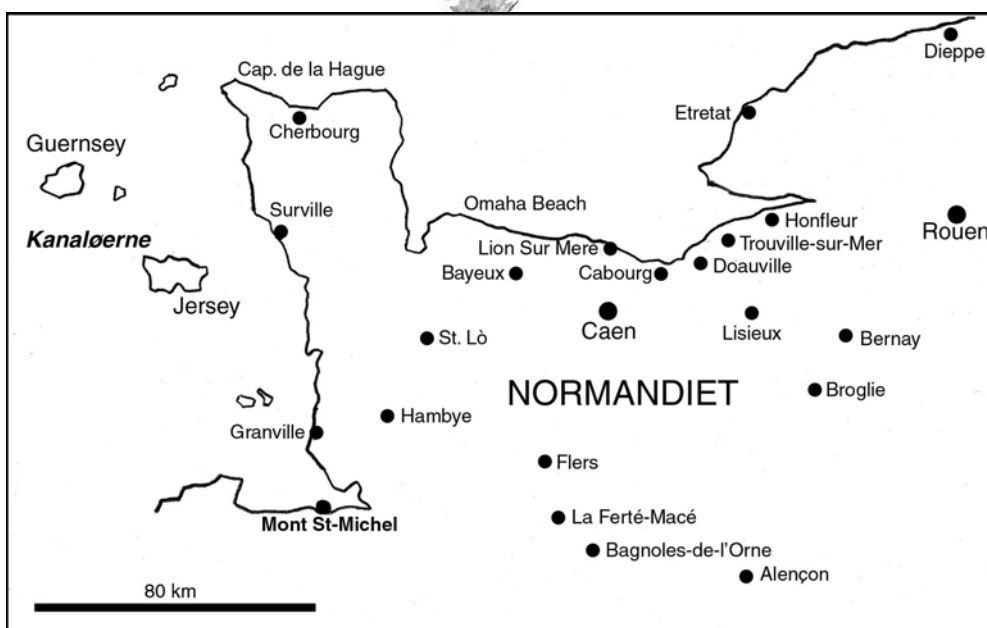 Dieppe
Cap. de la Hague
Etretat
Cherbourg
Guernsey
Surville
Omaha Beach
Honfleur
Rouen
Kanaløerne
Lion Sur Mere
Trouville-sur-Mer
Bayeux
Cabourg
Doauville
Jersey
Caen
Lisieux
St. Lò
Bernay
NORMANDIET
Broglie
Hambye
Granville
Flers
La Ferté-Macé
Mont St-Michel
Bagnoles-de-l'Orne
Alençon
80 km